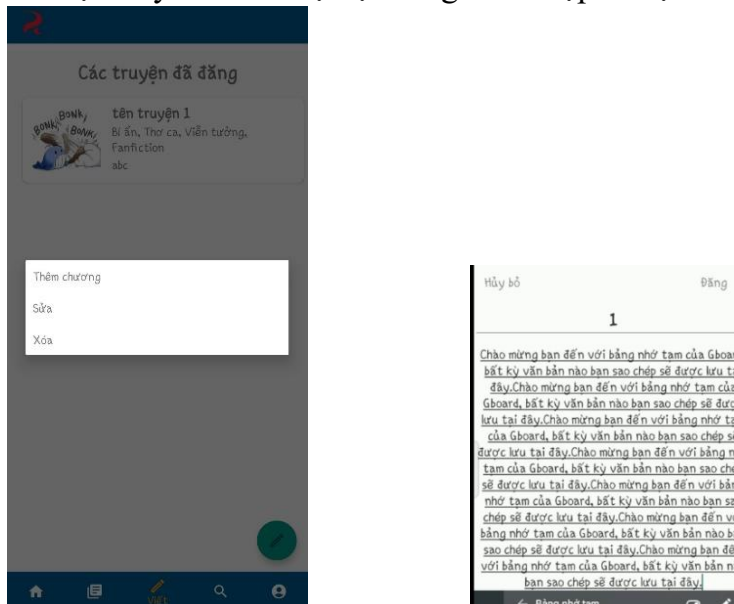 Các truyện đã đăng
BONK,
BONK,
BONK,
tên truyện 1
Bí ấn, Thơ ca, Viễn tưởng,
Fanfiction
abc
Thêm chương
Sửa
Xóa
Viết
Hủy bỏ
Đăng
1
Chào mừng bạn đến với bảng nhớ tạm của
bất kỳ văn bản nào bạn sao chép sẽ được lưu
đây.Chào mừng bạn đến với bảng nhớ tạm
Gboard, bất kỳ văn bản nào bạn sao chép sẽ
lưu tại đây.Chào mừng bạn đến với bảng nhớ
của Gboard, bất kỳ văn bản nào bạn sao chép
được lưu tại đây.Chào mừng bạn đến với bảng
tạm của Gboard, bất kỳ văn bản nào bạn sao
sẽ được lưu tại đây.Chào mừng bạn đến với
nhớ tạm của Gboard, bất kỳ văn bản nào bạn
chép sẽ được lưu tại đây.Chào mừng bạn đến
bảng nhớ tạm của Gboard, bất kỳ văn bản nào
sao chép sẽ được lưu tại đây.Chào mừng bạn
với bảng nhớ tạm của Gboard, bất kỳ văn bản
bạn sao chép sẽ được lưu tại đây.
Bảng nhớ tạm